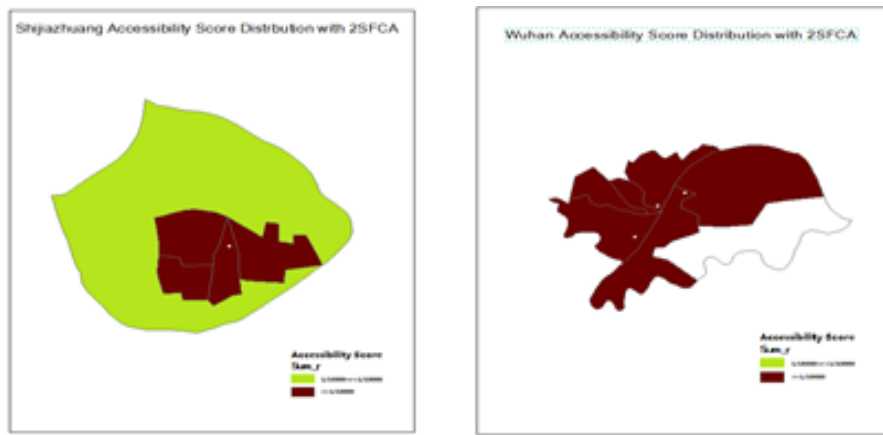 Shijiazhuang Accessibility Score Distrbution with 2SFCA
Accessibility Score
Sum_r
Wuhan Accessibility Score Distribution with 2SFCA
Accessibility Score
Sum_r